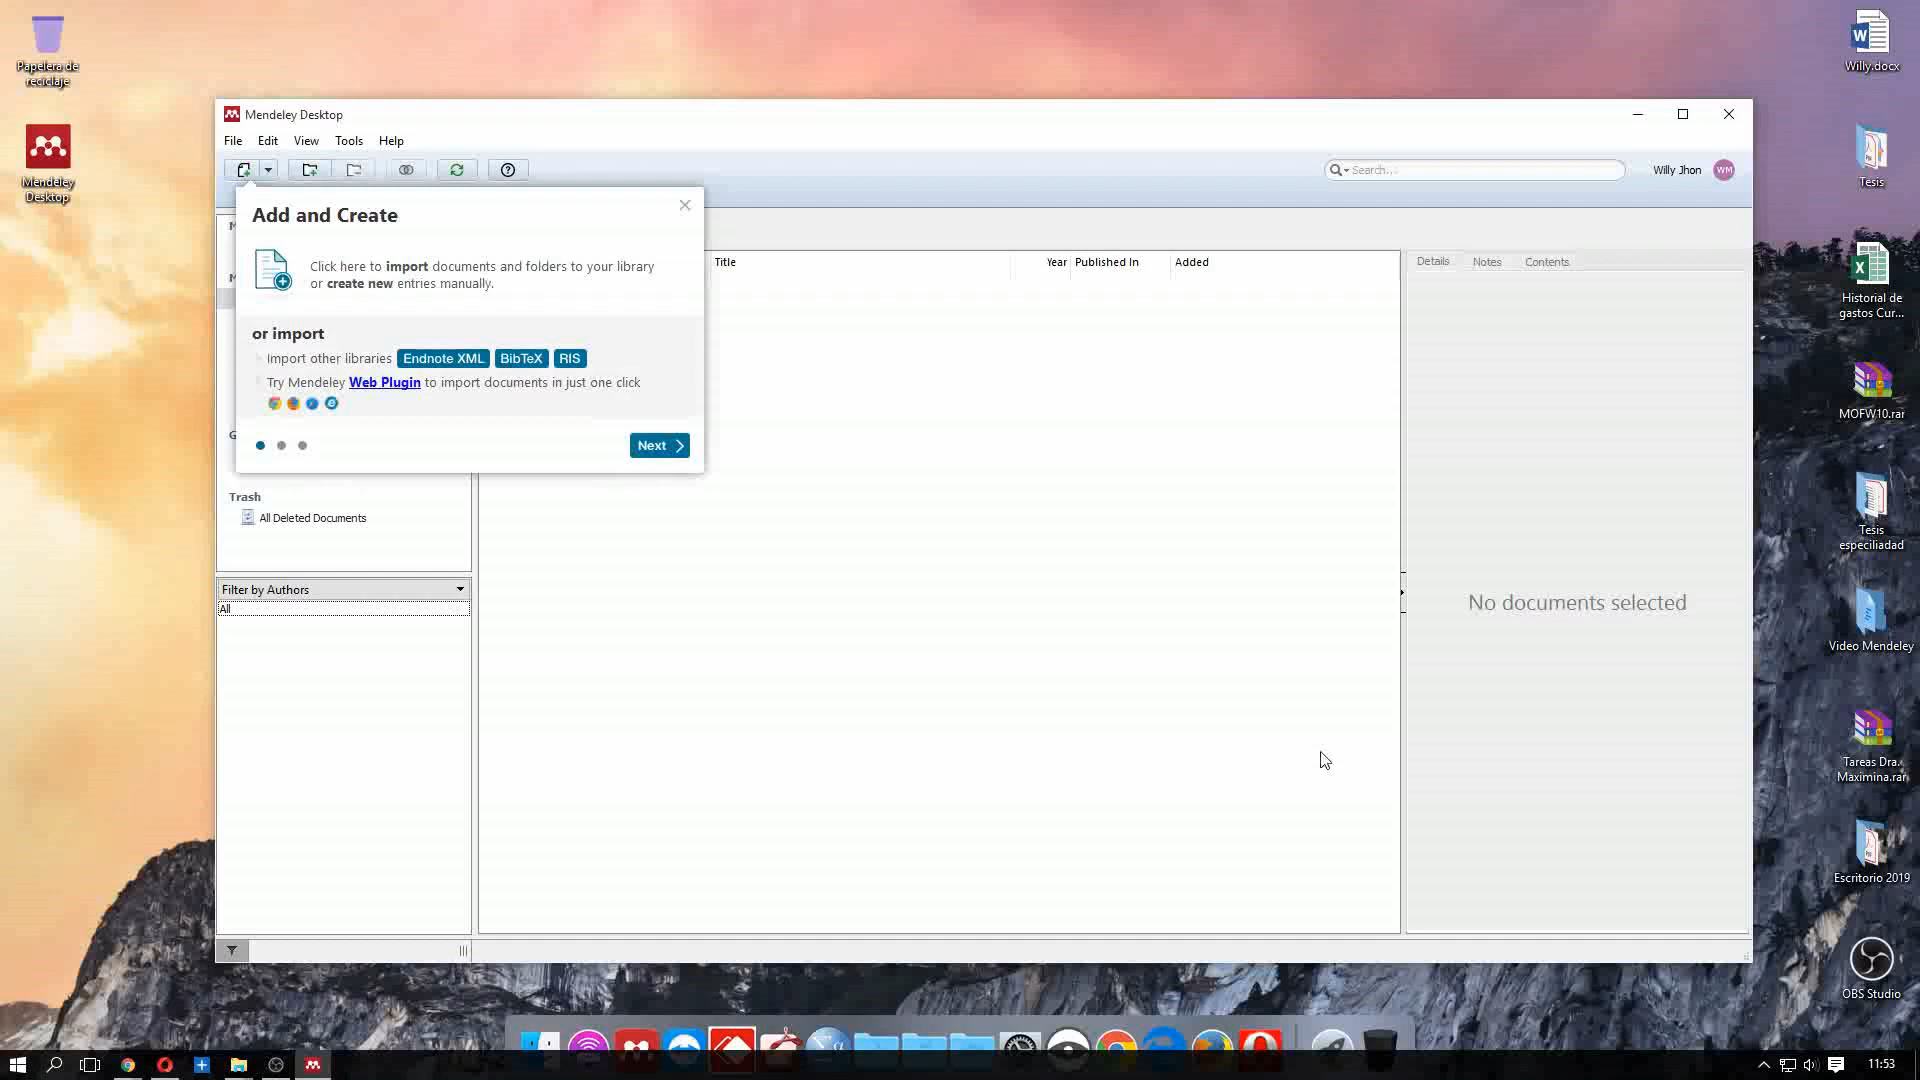 Papelera de
reciclaje
Mendeley
Desktop
Mendeley Desktop
File Edit View Tools Help
Search...
Willy Jhon WM
Add and Create
Click here to import documents and folders to your library
or create new entries manually.
or import
Import other libraries Endnote XML BibTeX RIS
Try Mendeley Web Plugin to import documents in just one click
Next
Title Year Published In Added
Details Notes Contents
No documents selected
Trash
All Deleted Documents
Filter by Authors
All
W
Willy.docx
Tesis
X
Historial de
gastos Cur...
MOFW10.rar
Tesis
especiliadad
Video Mendeley
Tareas Dra.
Maximina.rar
Escritorio 2019
OBS Studio
11:53